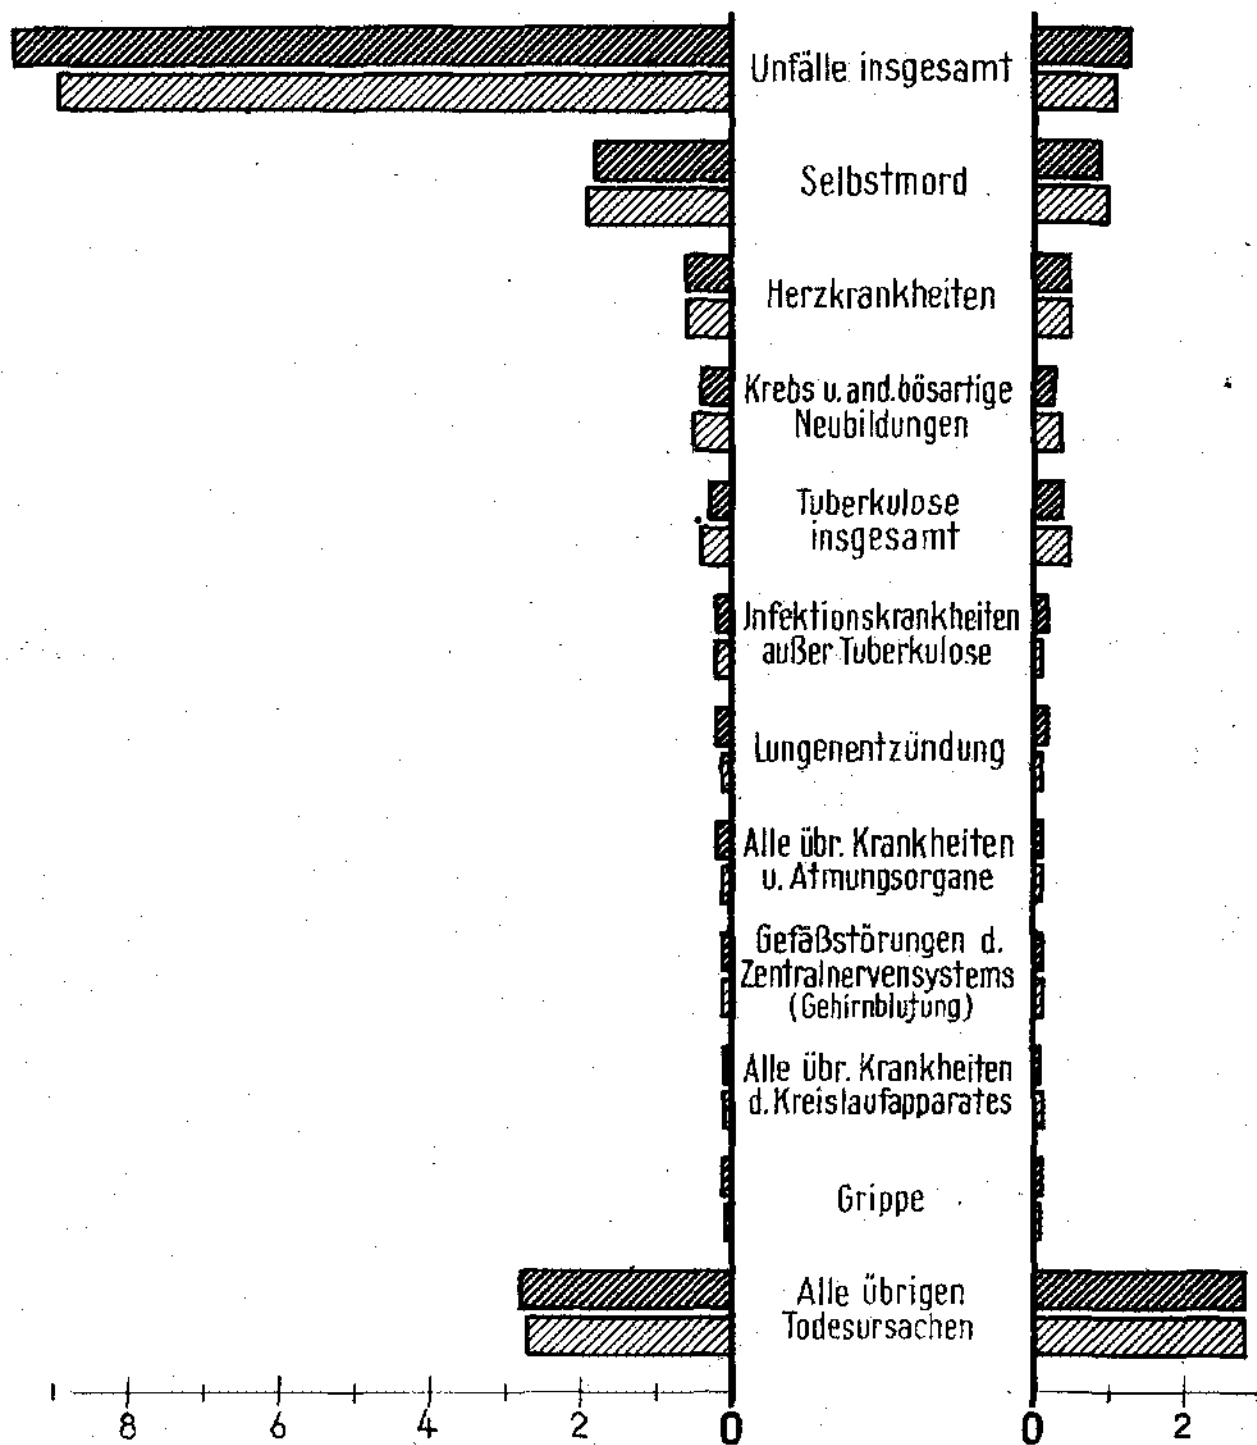 Unfälle insgesamt
Selbstmord
Herzkrankheiten
Krebs u. and. bösartige
Neubildungen
Tuberkulose
insgesamt
Infektionskrankheiten
außer Tuberkulose
Lungenentzündung
Alle übr. Krankheiten
u. Atmungsorgane
Gefäßstörungen d.
Zentralnervensystems
(Gehirnblutung)
Alle übr. Krankheiten
d. Kreislaufapparates
Grippe
Alle übrigen
Todesursachen
8 6 4 2 0 0 2